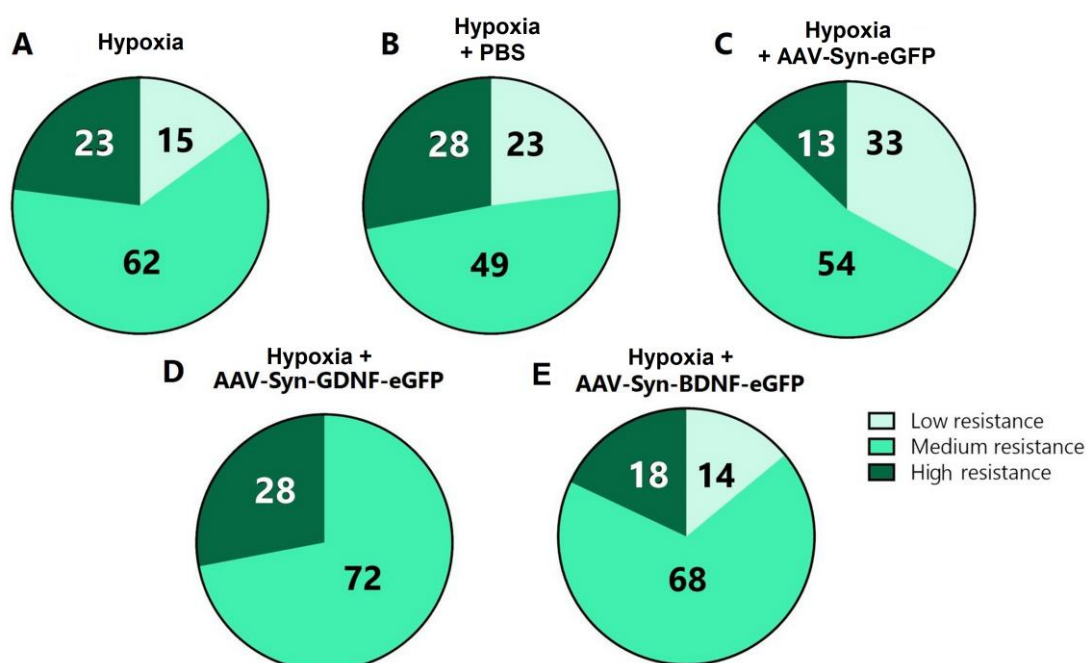 A
Hypoxia
23
15
62
B
Hypoxia
+ PBS
28
23
49
C
Hypoxia
+ AAV-Syn-eGFP
13
33
54
D
Hypoxia +
AAV-Syn-GDNF-eGFP
28
72
E
Hypoxia +
AAV-Syn-BDNF-eGFP
18
14
68
Low resistance
Medium resistance
High resistance